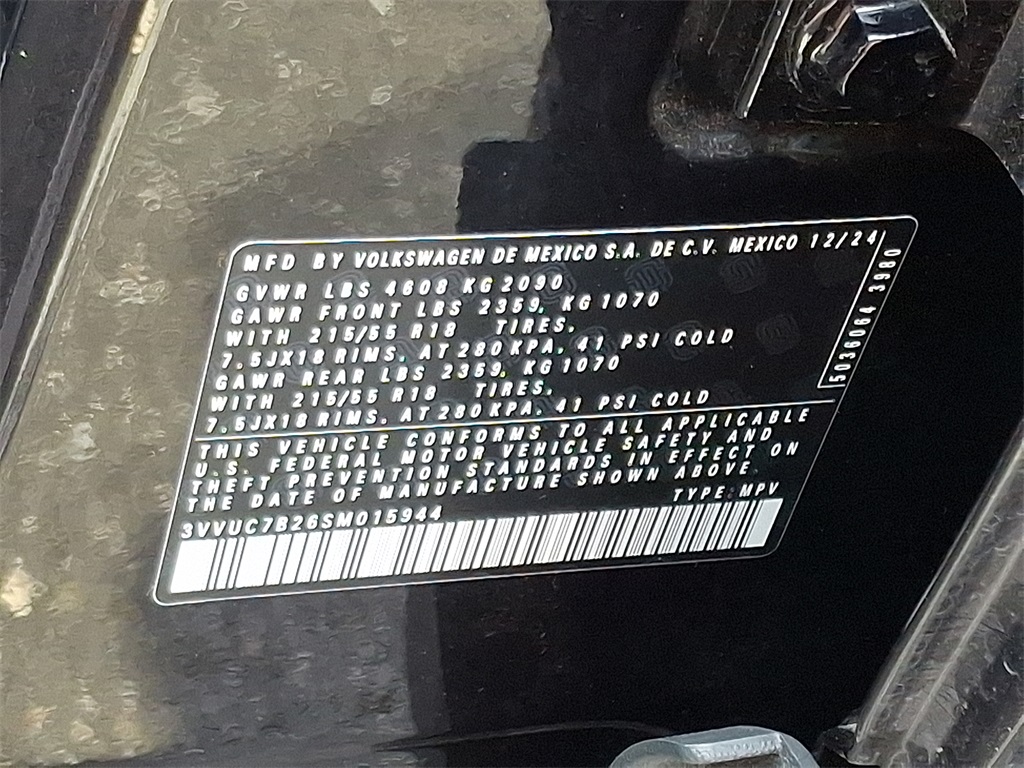 MFD BY VOLKSWAGEN DE MEXICO S.A. DE C.V. MEXICO 12/24
GVWR LBS 4608 KG 2090
GAWR FRONT LBS 2359, KG 1070
WITH 215/55 R18 TIRES,
7,5JX18 RIMS, AT 280 KPA, 41 PSI COLD
GAWR REAR LBS 2359, KG 1070
WITH 215/55 R18 TIRES,
7,5JX18 RIMS, AT 280 KPA, 41 PSI COLD
5036064 3980
THIS VEHICLE CONFORMS TO ALL APPLICABLE
U.S. FEDERAL MOTOR VEHICLE SAFETY AND
THEFT PREVENTION STANDARDS IN EFFECT ON
THE DATE OF MANUFACTURE SHOWN ABOVE.
TYPE: MPV
3VVUC7B26SM015944